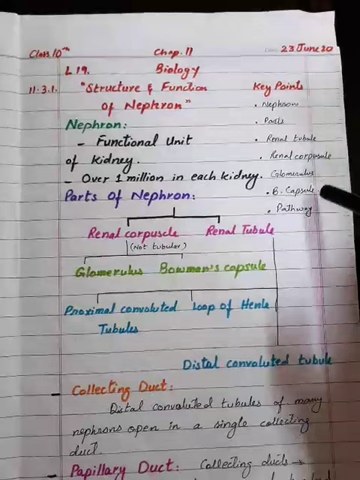 Class 10th Chap. 11 23 June 20
L 19. Biology
11.3.1. "Structure & Function Key Points
of Nephron" • Nephrons
Nephron: • Parts
- Functional Unit • Renal tubule
of kidney. • Renal corpuscle
- Over 1 million in each kidney. Glomerulus
• B. Capsule
Parts of Nephron:
• Pathway
Renal corpuscle Renal Tubule
(Not tubular)
Glomerulus Bowman's capsule
Proximal convoluted Loop of Henle
Tubules
Distal convoluted tubule
- Collecting Duct:
Distal convoluted tubules of many
nephrons open in a single collecting
duct.
- Papillary Duct: Collecting ducts